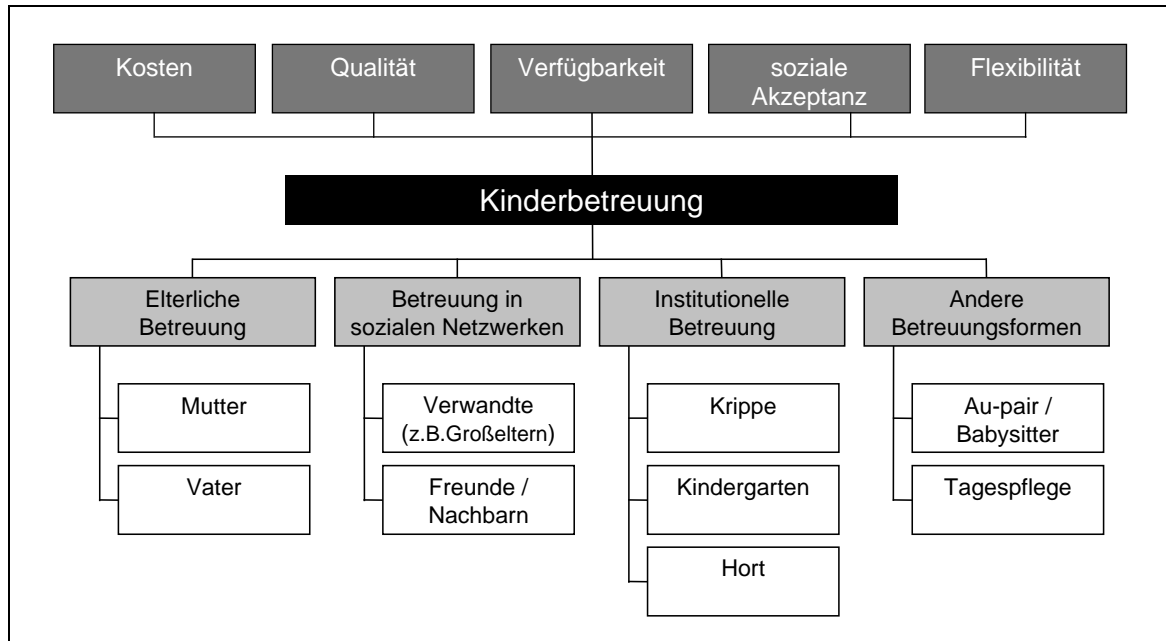 Kosten
Qualität
Verfügbarkeit
soziale
Akzeptanz
Flexibilität
Kinderbetreuung
Elterliche
Betreuung
Betreuung in
sozialen Netzwerken
Institutionelle
Betreuung
Andere
Betreuungsformen
Mutter
Vater
Verwandte
(z.B.Großeltern)
Freunde /
Nachbarn
Krippe
Kindergarten
Hort
Au-pair /
Babysitter
Tagespflege